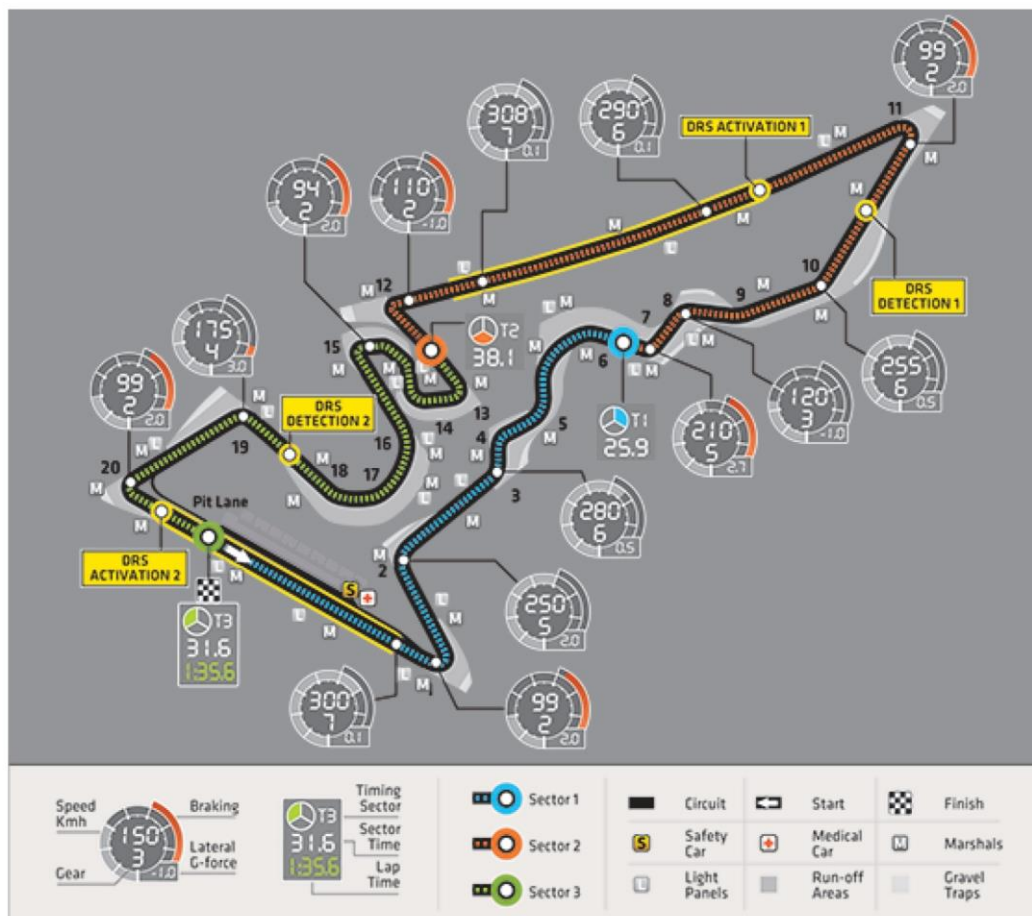 99
2
2.0
11
308
7
0.1
290
6
0.1
DRS ACTIVATION 1
M
L
M
M
94
2
2.0
110
2
-1.0
M
M
M
L
L
M
10
DRS
DETECTION 1
12
M
M
L
M
8
9
M
M
7
L
M
6
L
M
T2
38.1
15
M
L
M
M
13
14
255
6
0.5
120
3
-1.0
210
5
2.7
T1
25.9
175
4
3.0
99
2
2.0
DRS
DETECTION 2
16
L
M
4
5
M
M
L
3
M
L
19
M
18
17
L
M
M
M
L
20
M
Pit Lane
280
6
0.5
M
2
DRS
ACTIVATION 2
M
L
M
S
L
M
L
M
250
5
2.0
T3
31.6
1:35.6
L
M
1
300
7
0.1
99
2
2.0
Speed
Kmh
Braking
150
3
-1.0
Gear
Lateral
G-force
T3
31.6
1:35.6
Timing
Sector
Sector
Time
Lap
Time
Sector 1
Sector 2
Sector 3
Circuit
Start
Finish
S
Safety
Car
Medical
Car
M
Marshals
L
Light
Panels
Run-off
Areas
Gravel
Traps